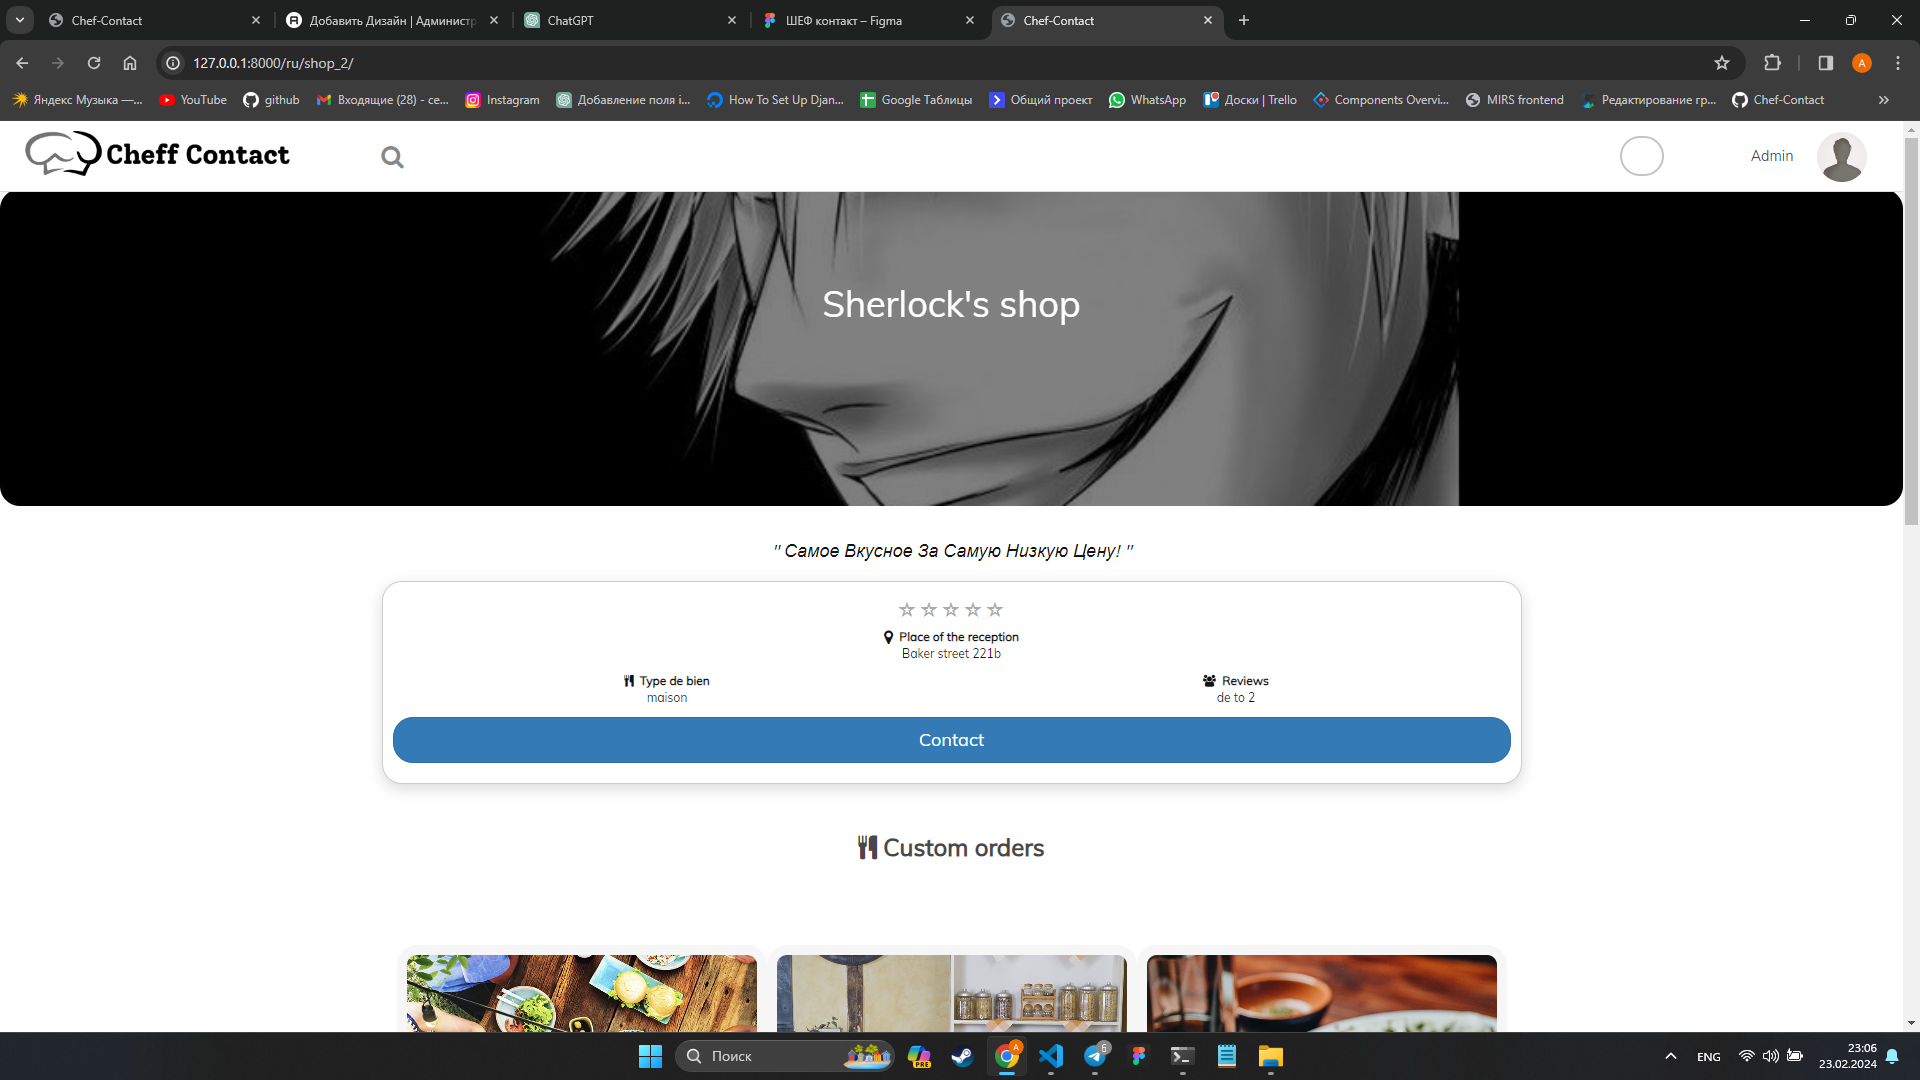 Chef-Contact
Добавить Дизайн | Администр
ChatGPT
ШЕФ контакт – Figma
Chef-Contact
127.0.0.1:8000/ru/shop_2/
A
Яндекс Музыка —...
YouTube
github
Входящие (28) - се...
Instagram
Добавление поля i...
How To Set Up Djan...
Google Таблицы
Общий проект
WhatsApp
Доски | Trello
Components Overvi...
MIRS frontend
Редактирование гр...
Chef-Contact
Cheff Contact
Admin
Sherlock's shop
" Самое Вкусное За Самую Низкую Цену! "
Place of the reception
Baker street 221b
Type de bien
maison
Reviews
de to 2
Contact
Custom orders
Поиск
PRE
A
6
ENG
23:06
23.02.2024